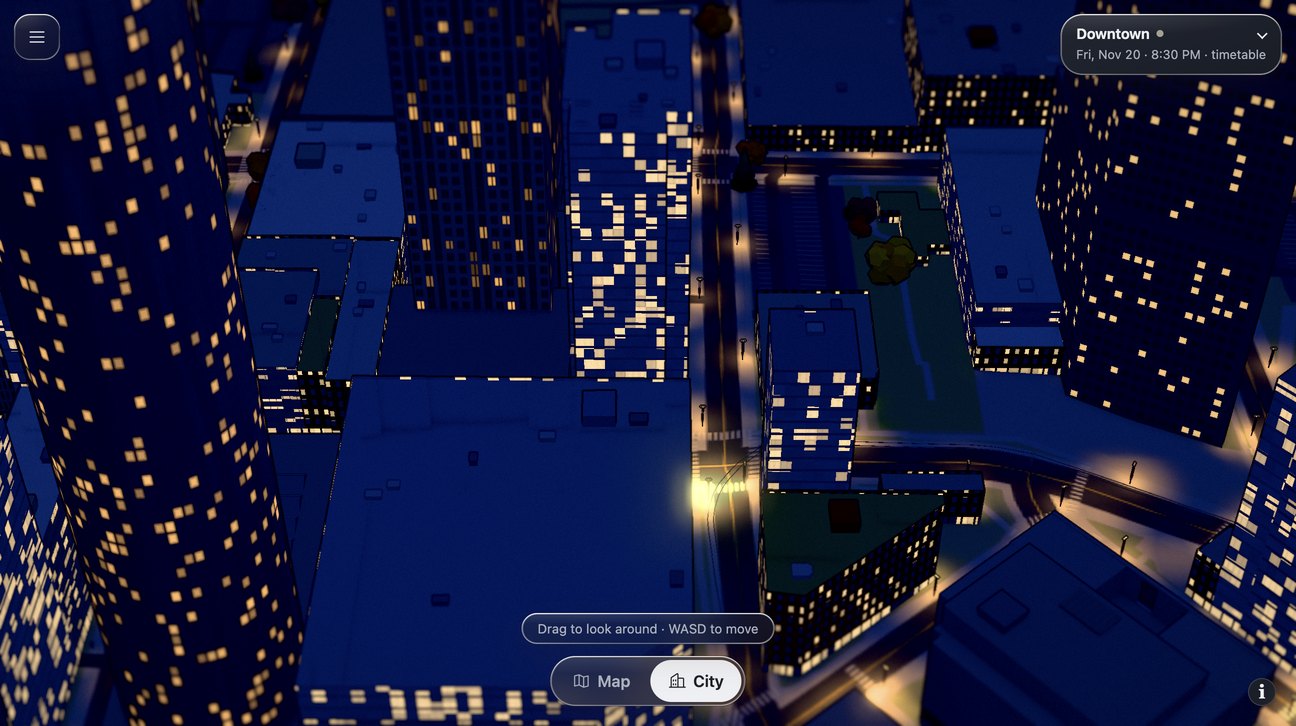 Downtown
Fri, Nov 20 · 8:30 PM · timetable
Drag to look around · WASD to move
Map
City
i